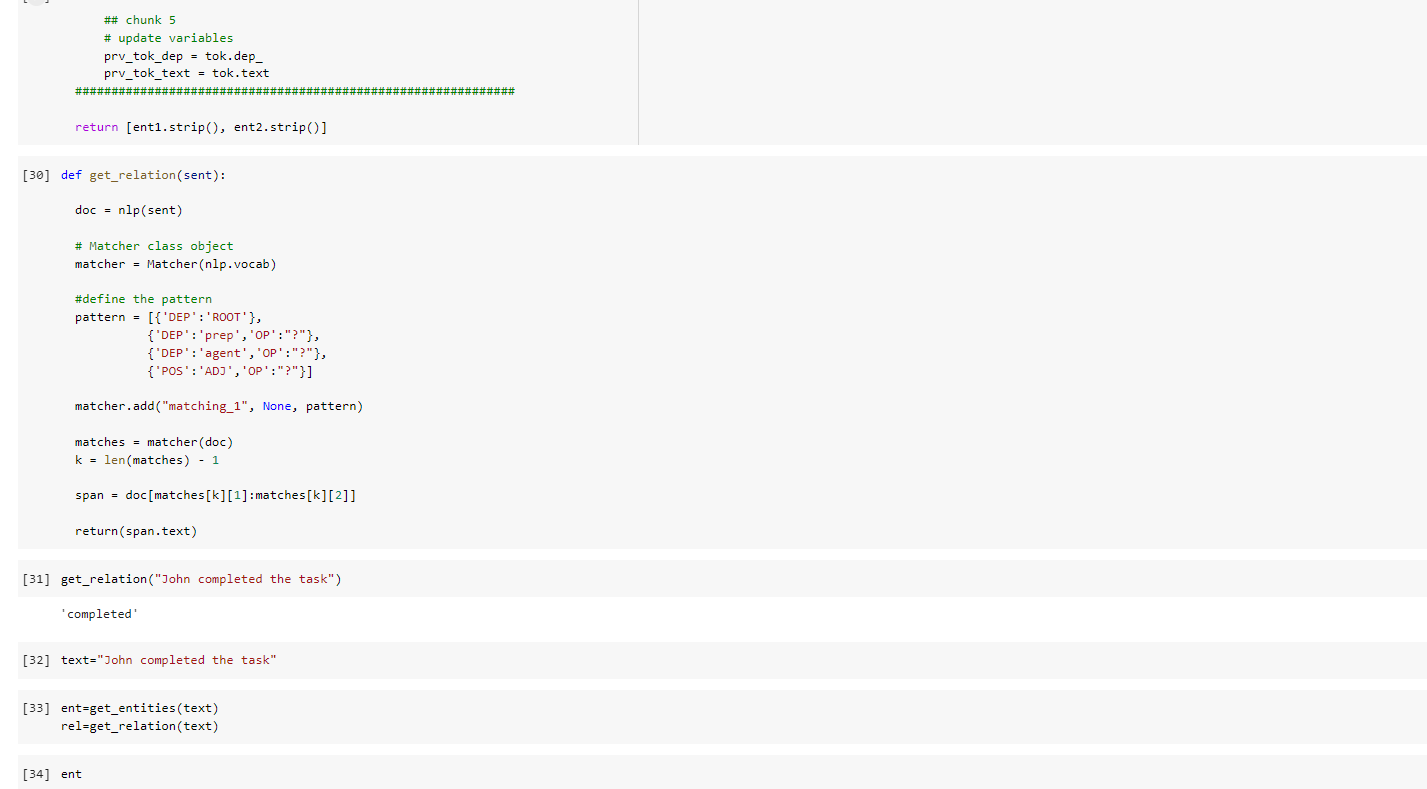 ## chunk 5
# update variables
prv_tok_dep = tok.dep_
prv_tok_text = tok.text
#############################################################
return [ent1.strip(), ent2.strip()]
[30] def get_relation(sent):
doc = nlp(sent)
# Matcher class object
matcher = Matcher(nlp.vocab)
#define the pattern
pattern = [{'DEP':'ROOT'},
{'DEP':'prep','OP':"?"},
{'DEP':'agent','OP':"?"},
{'POS':'ADJ','OP':"?"}]
matcher.add("matching_1", None, pattern)
matches = matcher(doc)
k = len(matches) - 1
span = doc[matches[k][1]:matches[k][2]]
return(span.text)
[31] get_relation("John completed the task")
'completed'
[32] text="John completed the task"
[33] ent=get_entities(text)
rel=get_relation(text)
[34] ent